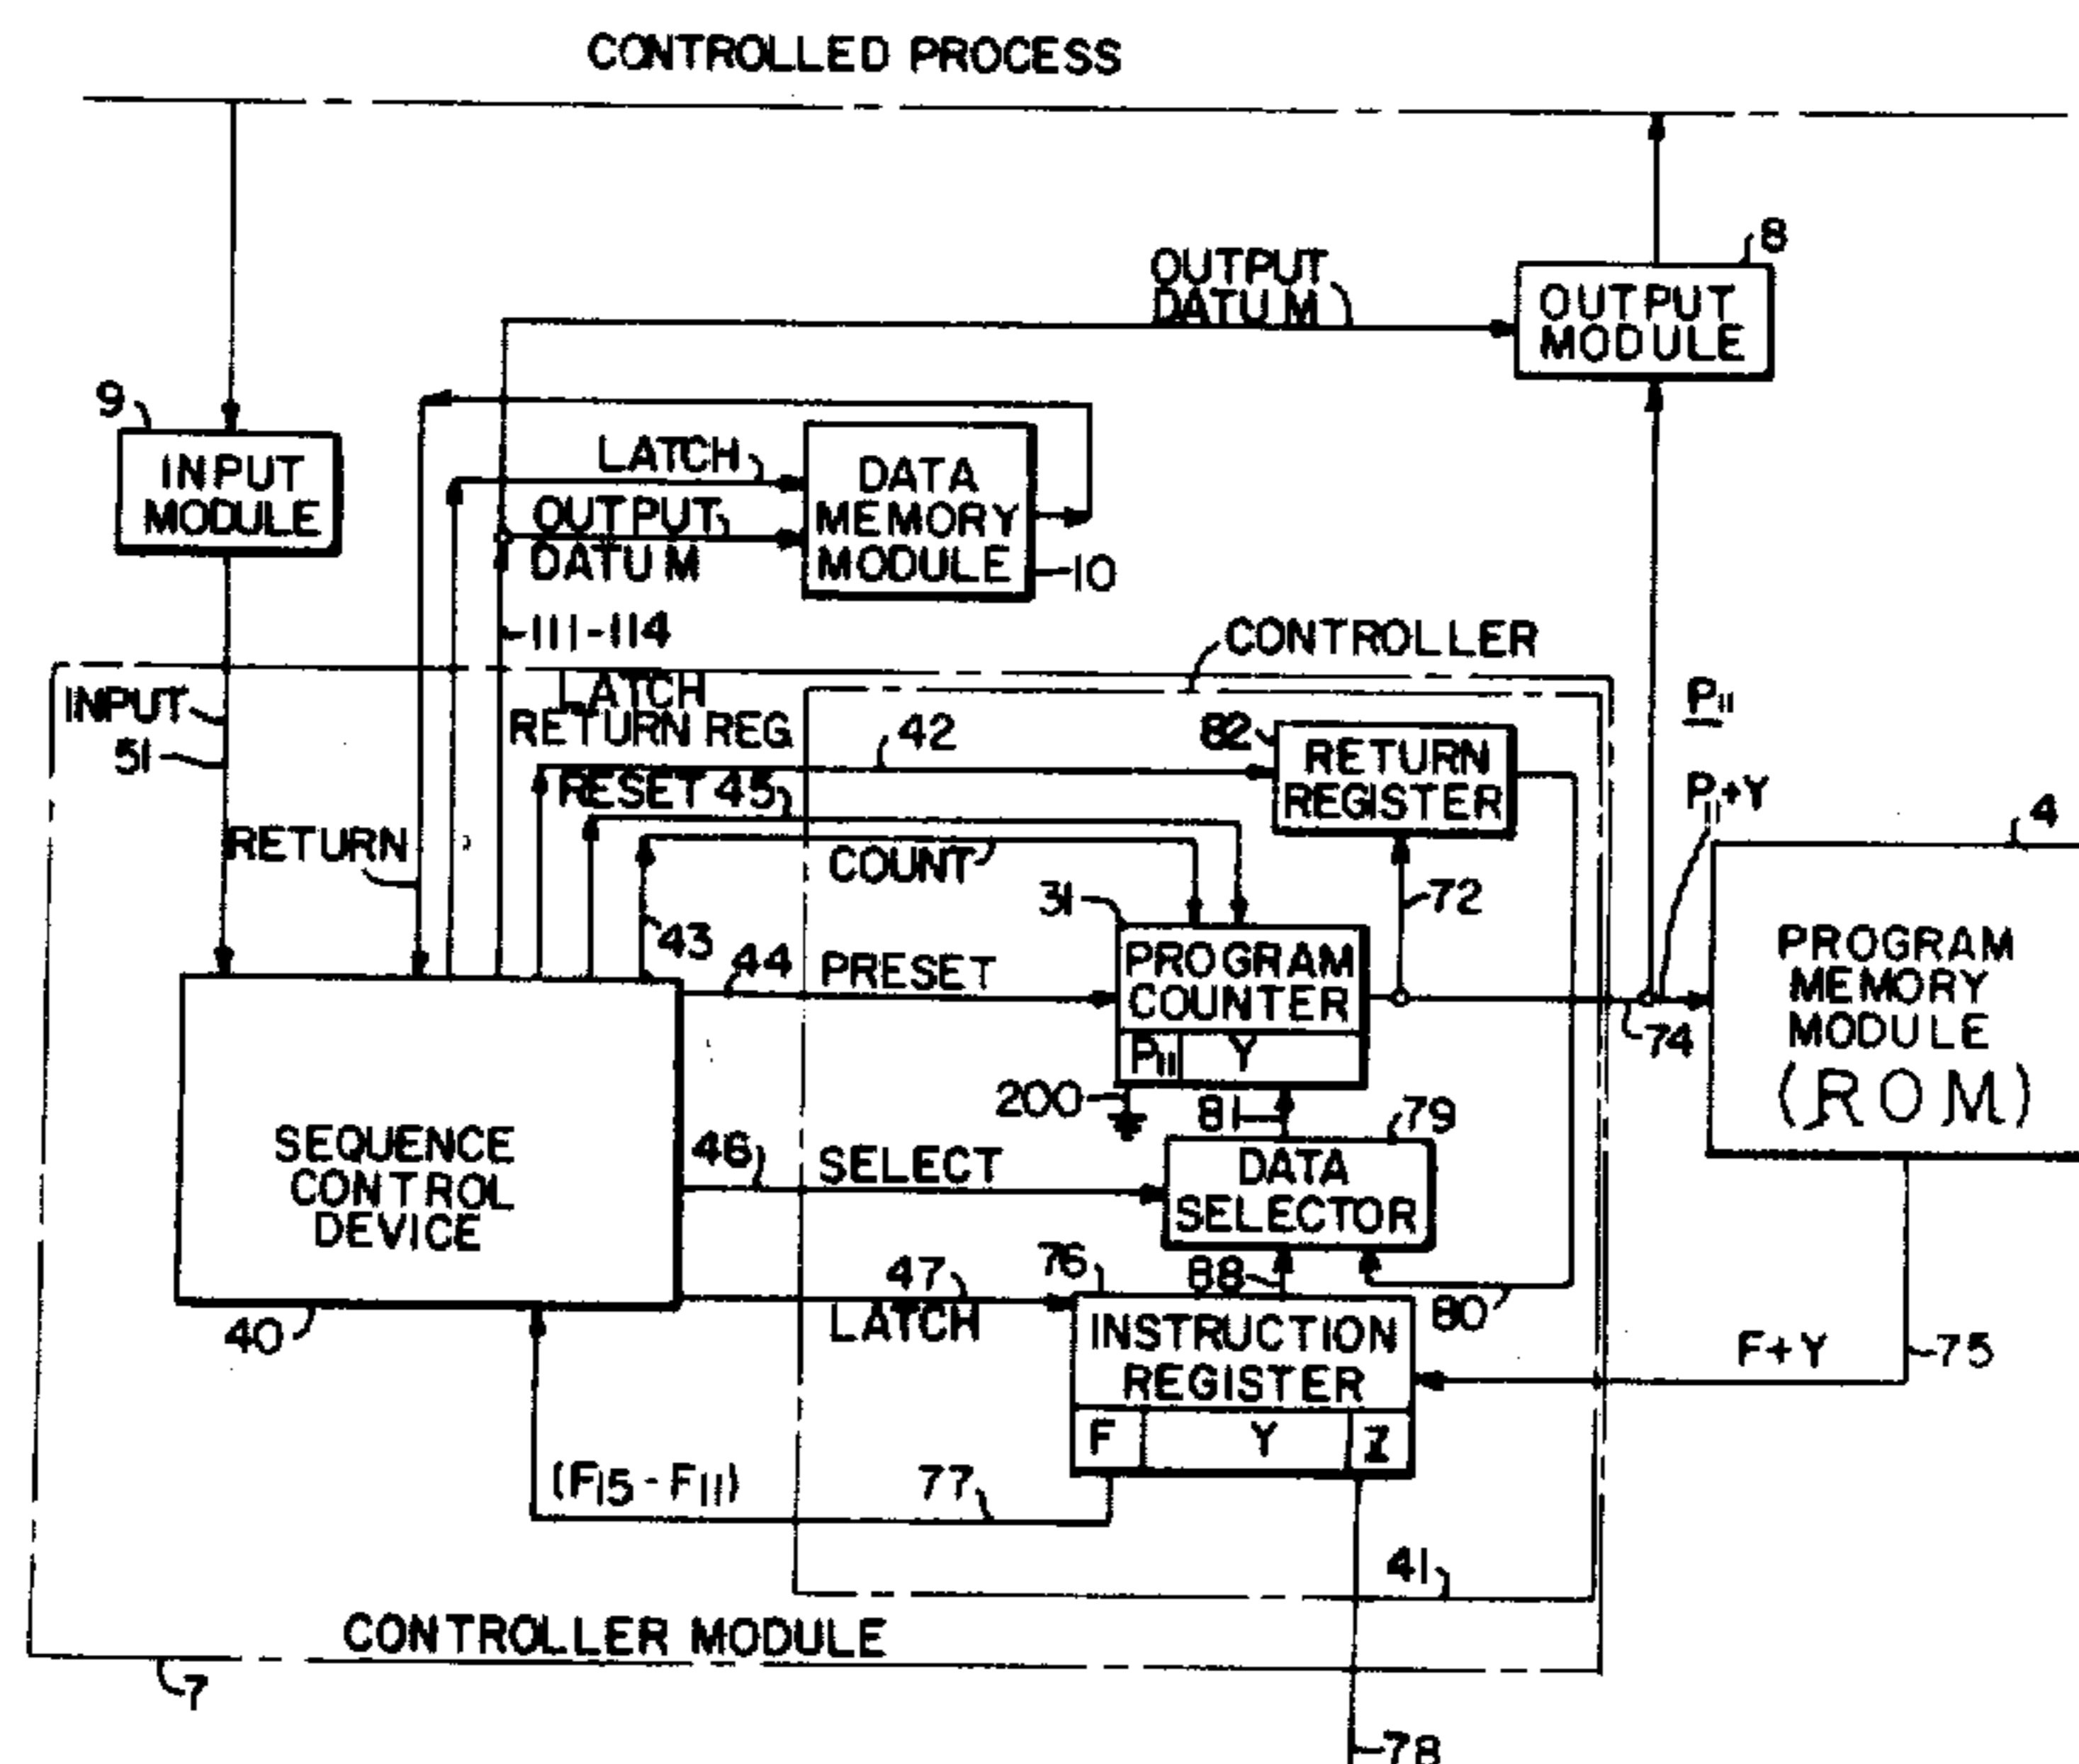 CONTROLLED PROCESS
8
OUTPUT
DATUM
OUTPUT
MODULE
9
INPUT
MODULE
LATCH
OUTPUT
DATUM
DATA
MEMORY
MODULE
10
111-114
CONTROLLER
INPUT
51
LATCH
RETURN REG.
42
82
RETURN
REGISTER
P11
P11+Y
4
RESET 45
RETURN
COUNT
43
31
72
44 PRESET
PROGRAM
COUNTER
P11 Y
74
PROGRAM
MEMORY
MODULE
(ROM)
200
81
79
SEQUENCE
CONTROL
DEVICE
46 SELECT
DATA
SELECTOR
40
47
LATCH
76
88
80
INSTRUCTION
REGISTER
F Y Z
F+Y
75
(F15-F11)
77
41
CONTROLLER MODULE
7
78